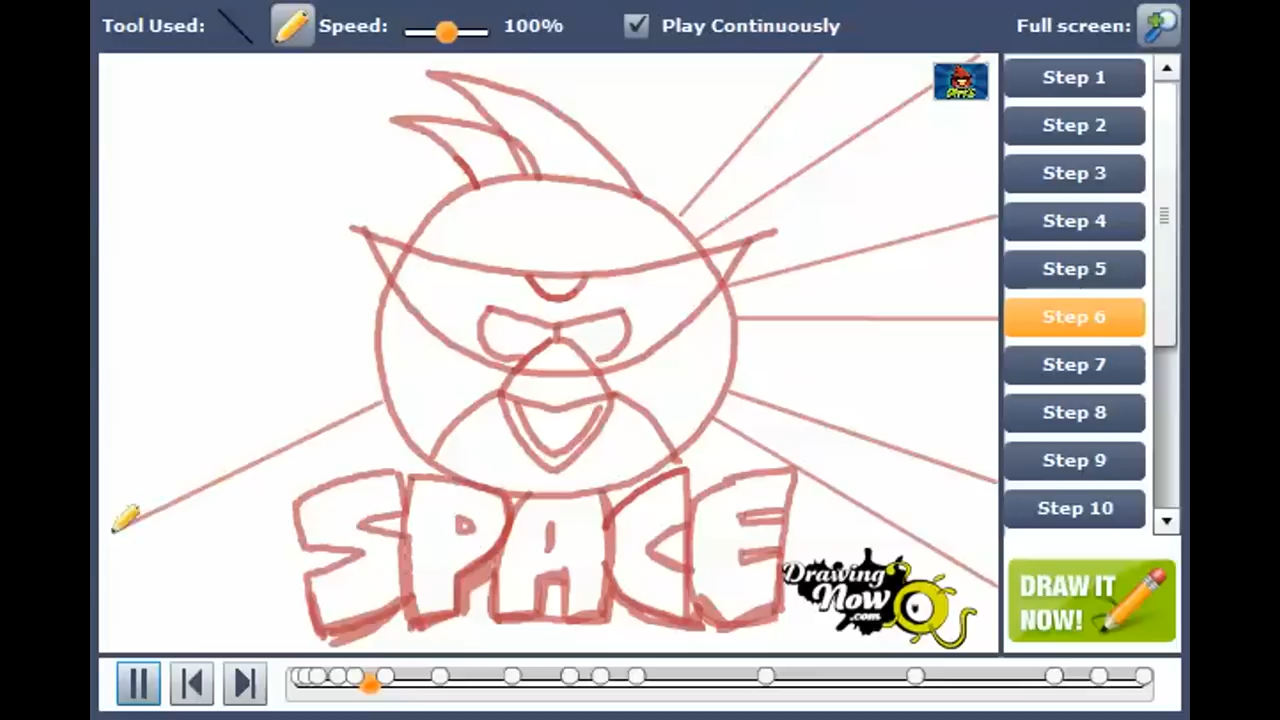 Tool Used:
Speed:
100%
Play Continuously
Full screen:
Step 1
Step 2
Step 3
Step 4
Step 5
Step 6
Step 7
Step 8
Step 9
Step 10
SPACE
Drawing
Now
.com
DRAW IT
NOW!